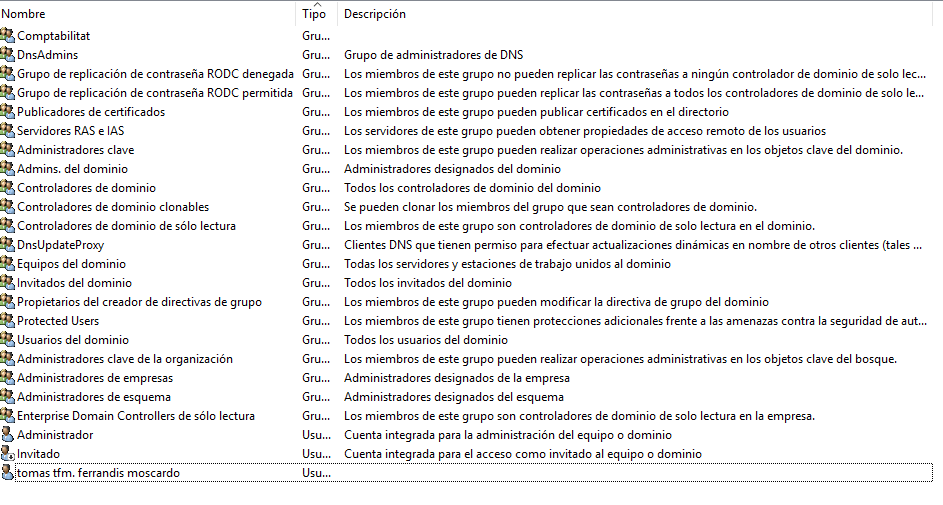 Nombre Tipo Descripción
Comptabilitat Gru...
DnsAdmins Gru... Grupo de administradores de DNS
Grupo de replicación de contraseña RODC denegada Gru... Los miembros de este grupo no pueden replicar las contraseñas a ningún controlador de dominio de solo lec...
Grupo de replicación de contraseña RODC permitida Gru... Los miembros de este grupo pueden replicar las contraseñas a todos los controladores de dominio de solo le...
Publicadores de certificados Gru... Los miembros de este grupo pueden publicar certificados en el directorio
Servidores RAS e IAS Gru... Los servidores de este grupo pueden obtener propiedades de acceso remoto de los usuarios
Administradores clave Gru... Los miembros de este grupo pueden realizar operaciones administrativas en los objetos clave del dominio.
Admins. del dominio Gru... Administradores designados del dominio
Controladores de dominio Gru... Todos los controladores de dominio del dominio
Controladores de dominio clonables Gru... Se pueden clonar los miembros del grupo que sean controladores de dominio.
Controladores de dominio de sólo lectura Gru... Los miembros de este grupo son controladores de dominio de solo lectura en el dominio.
DnsUpdateProxy Gru... Clientes DNS que tienen permiso para efectuar actualizaciones dinámicas en nombre de otros clientes (tales ...
Equipos del dominio Gru... Todas los servidores y estaciones de trabajo unidos al dominio
Invitados del dominio Gru... Todos los invitados del dominio
Propietarios del creador de directivas de grupo Gru... Los miembros de este grupo pueden modificar la directiva de grupo del dominio
Protected Users Gru... Los miembros de este grupo tienen protecciones adicionales frente a las amenazas contra la seguridad de aut...
Usuarios del dominio Gru... Todos los usuarios del dominio
Administradores clave de la organización Gru... Los miembros de este grupo pueden realizar operaciones administrativas en los objetos clave del bosque.
Administradores de empresas Gru... Administradores designados de la empresa
Administradores de esquema Gru... Administradores designados del esquema
Enterprise Domain Controllers de sólo lectura Gru... Los miembros de este grupo son controladores de dominio de solo lectura en la empresa.
Administrador Usu... Cuenta integrada para la administración del equipo o dominio
Invitado Usu... Cuenta integrada para el acceso como invitado al equipo o dominio
tomas tfm. ferrandis moscardo Usu...